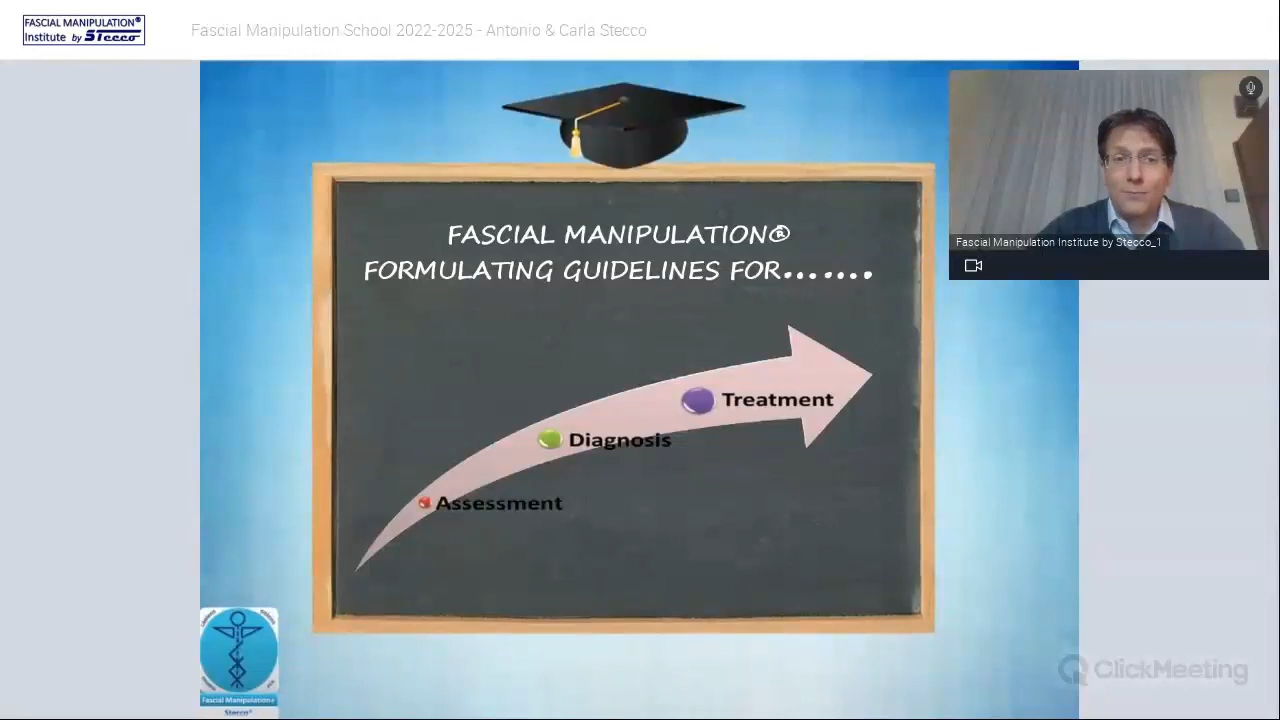 FASCIAL MANIPULATION®
Institute by Stecco
Fascial Manipulation School 2022-2025 - Antonio & Carla Stecco
FASCIAL MANIPULATION®
FORMULATING GUIDELINES FOR.......
Treatment
Diagnosis
Assessment
Fascial Manipulation Institute by Stecco_1
Fascial Manipulation®
Stecco®
ClickMeeting